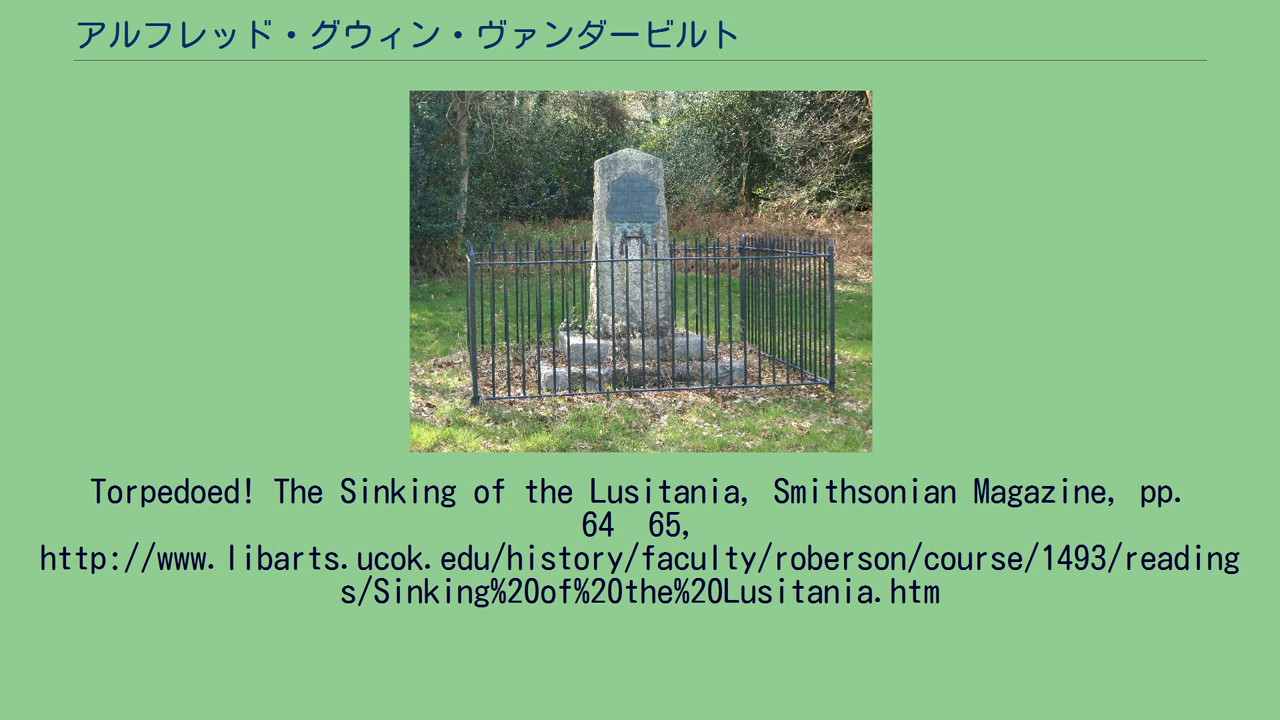 アルフレッド・グウィン・ヴァンダービルト
Torpedoed! The Sinking of the Lusitania, Smithsonian Magazine, pp.
64  65,
http://www.libarts.ucok.edu/history/faculty/roberson/course/1493/reading
s/Sinking%20of%20the%20Lusitania.htm